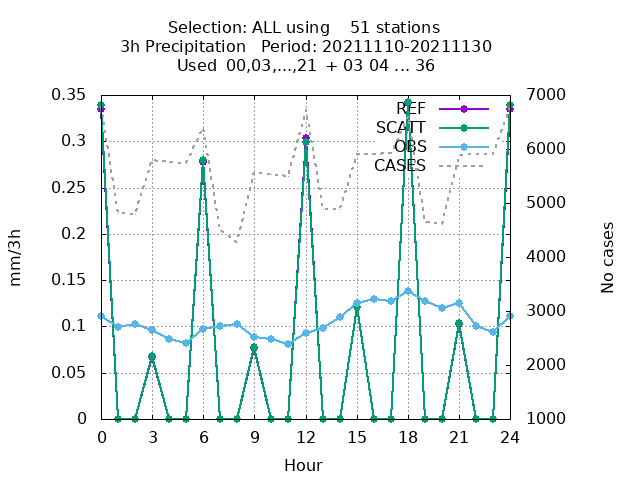 Selection: ALL using    51 stations
3h Precipitation   Period: 20211110-20211130
Used  00,03,...,21  + 03 04 ... 36
0.35
0.3
0.25
0.2
0.15
0.1
0.05
0
7000
6000
5000
4000
3000
2000
1000
REF
SCATT
OBS
CASES
mm/3h
No cases
0 3 6 9 12 15 18 21 24
Hour